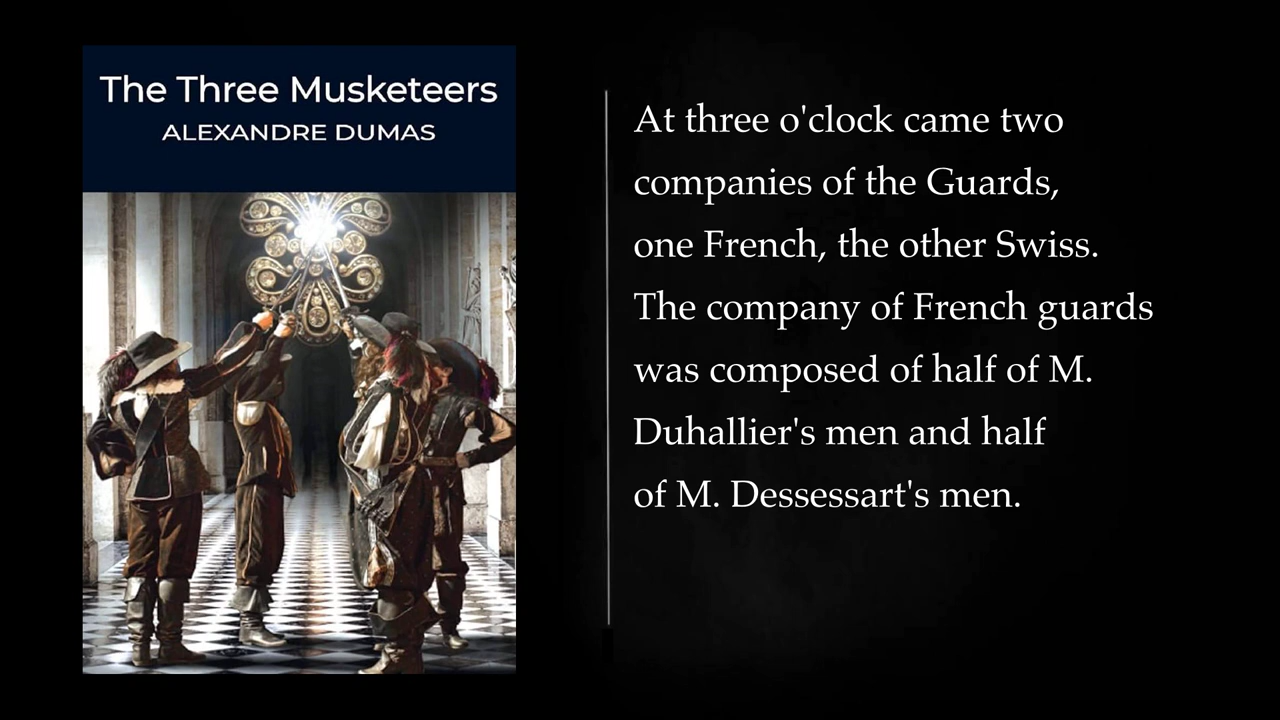 The Three Musketeers
ALEXANDRE DUMAS
At three o'clock came two
companies of the Guards,
one French, the other Swiss.
The company of French guards
was composed of half of M.
Duhallier's men and half
of M. Dessessart's men.